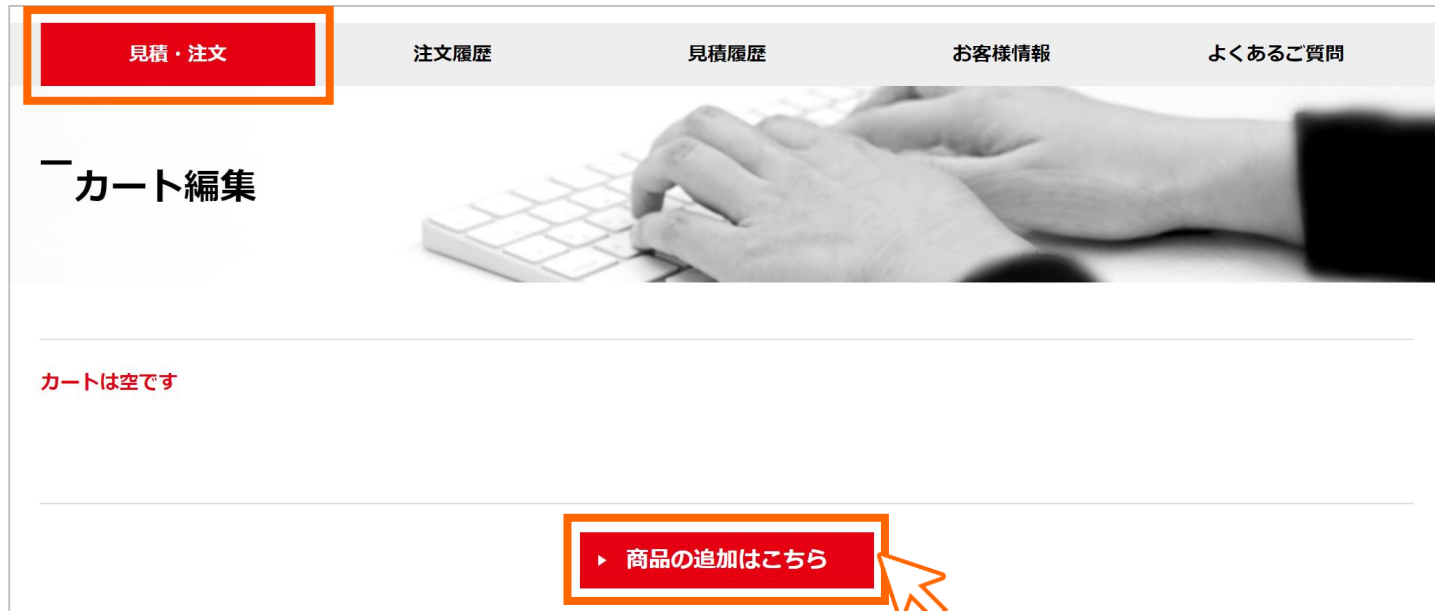 見積・注文
注文履歴
見積履歴
お客様情報
よくあるご質問
カート編集
カートは空です
商品の追加はこちら